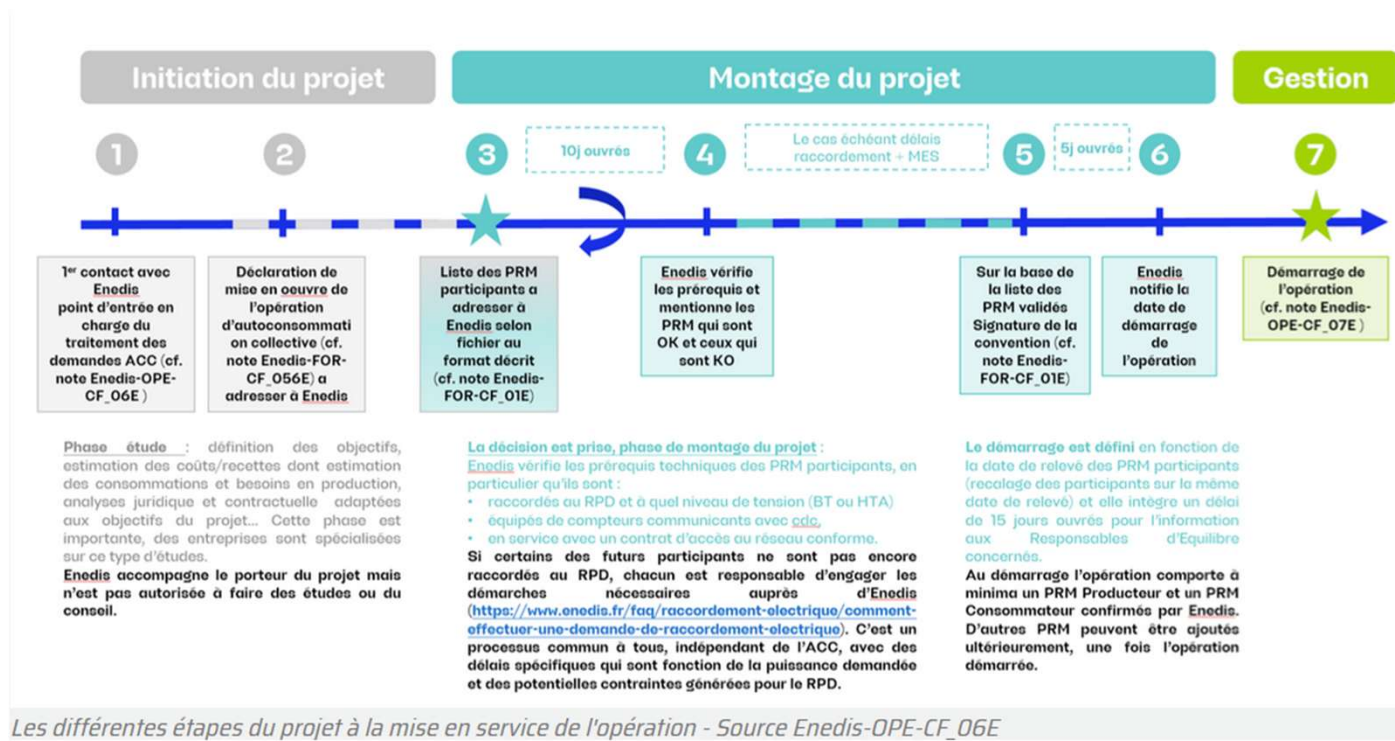 Initiation du projet
Montage du projet
Gestion
1
2
3
10j ouvrés
4
Le cas échéant délais
raccordement + MES
5
5j ouvrés
6
7
1er contact avec
Enedis
point d'entrée en
charge du
traitement des
demandes ACC (cf.
note Enedis-OPE-
CF_06E )
Déclaration de
mise en oeuvre de
l'opération
d'autoconsommati
on collective (cf.
note Enedis-FOR-
CF_056E) a
adresser à Enedis
Liste des PRM
participants a
adresser à
Enedis selon
fichier au
format décrit
(cf. note Enedis-
FOR-CF_01E)
Enedis vérifie
les prérequis et
mentionne les
PRM qui sont
OK et ceux qui
sont KO
Sur la base de
la liste des
PRM validés
Signature de la
convention (cf.
note Enedis-
FOR-CF_01E)
Enedis
notifie la
date de
démarrage
de
l'opération
Démarrage de
l'opération
(cf. note Enedis-
OPE-CF_07E )
Phase étude : définition des objectifs,
estimation des coûts/recettes dont estimation
des consommations et besoins en production,
analyses juridique et contractuelle adaptées
aux objectifs du projet... Cette phase est
importante, des entreprises sont spécialisées
sur ce type d'études.
Enedis accompagne le porteur du projet mais
n'est pas autorisée à faire des études ou du
conseil.
La décision est prise, phase de montage du projet :
Enedis vérifie les prérequis techniques des PRM participants, en
particulier qu'ils sont :
• raccordés au RPD et à quel niveau de tension (BT ou HTA)
• équipés de compteurs communicants avec cdc,
• en service avec un contrat d'accès au réseau conforme.
Si certains des futurs participants ne sont pas encore
raccordés au RPD, chacun est responsable d'engager les
démarches nécessaires auprès d'Enedis
(https://www.enedis.fr/faq/raccordement-electrique/comment-
effectuer-une-demande-de-raccordement-electrique). C'est un
processus commun à tous, indépendant de l'ACC, avec des
délais spécifiques qui sont fonction de la puissance demandée
et des potentielles contraintes générées pour le RPD.
Le démarrage est défini en fonction de
la date de relevé des PRM participants
(recalage des participants sur la même
date de relevé) et elle intègre un délai
de 15 jours ouvrés pour l'information
aux Responsables d'Equilibre
concernés.
Au démarrage l'opération comporte à
minima un PRM Producteur et un PRM
Consommateur confirmés par Enedis.
D'autres PRM peuvent être ajoutés
ultérieurement, une fois l'opération
démarrée.
Les différentes étapes du projet à la mise en service de l'opération - Source Enedis-OPE-CF_06E